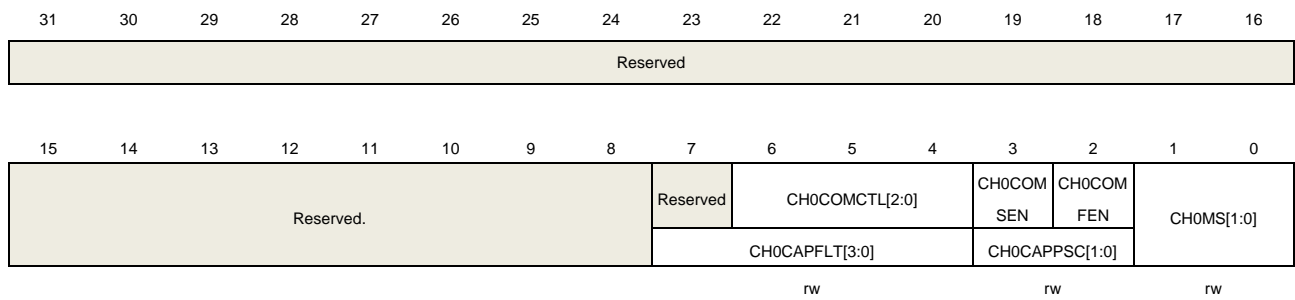 31 30 29 28 27 26 25 24 23 22 21 20 19 18 17 16
Reserved
15 14 13 12 11 10 9 8 7 6 5 4 3 2 1 0
Reserved.
Reserved
CH0COMCTL[2:0]
CH0COM
SEN
CH0COM
FEN
CH0MS[1:0]
CH0CAPFLT[3:0]
CH0CAPPSC[1:0]
rw rw rw